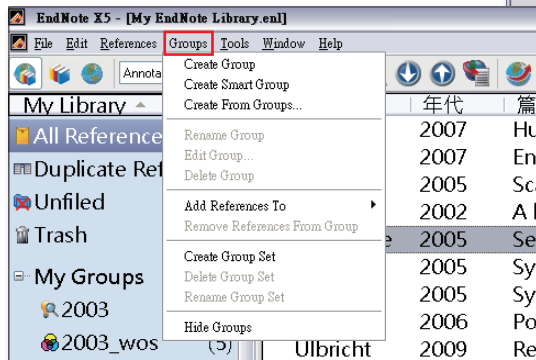 EndNote X5 - [My EndNote Library.enl]
File Edit References Groups Tools Window Help
Annota
Create Group
Create Smart Group
Create From Groups...
Rename Group
Edit Group...
Delete Group
Add References To
Remove References From Group
Create Group Set
Delete Group Set
Rename Group Set
Hide Groups
My Library
All Reference
Duplicate Ref
Unfiled
Trash
My Groups
2003
2003_wos (5)
年代 篇
2007 Hu
2007 En
2005 Sc
2002 A
e 2005 Se
2005 Sy
2005 Sy
2006 Po
Ulbricht 2009 Re